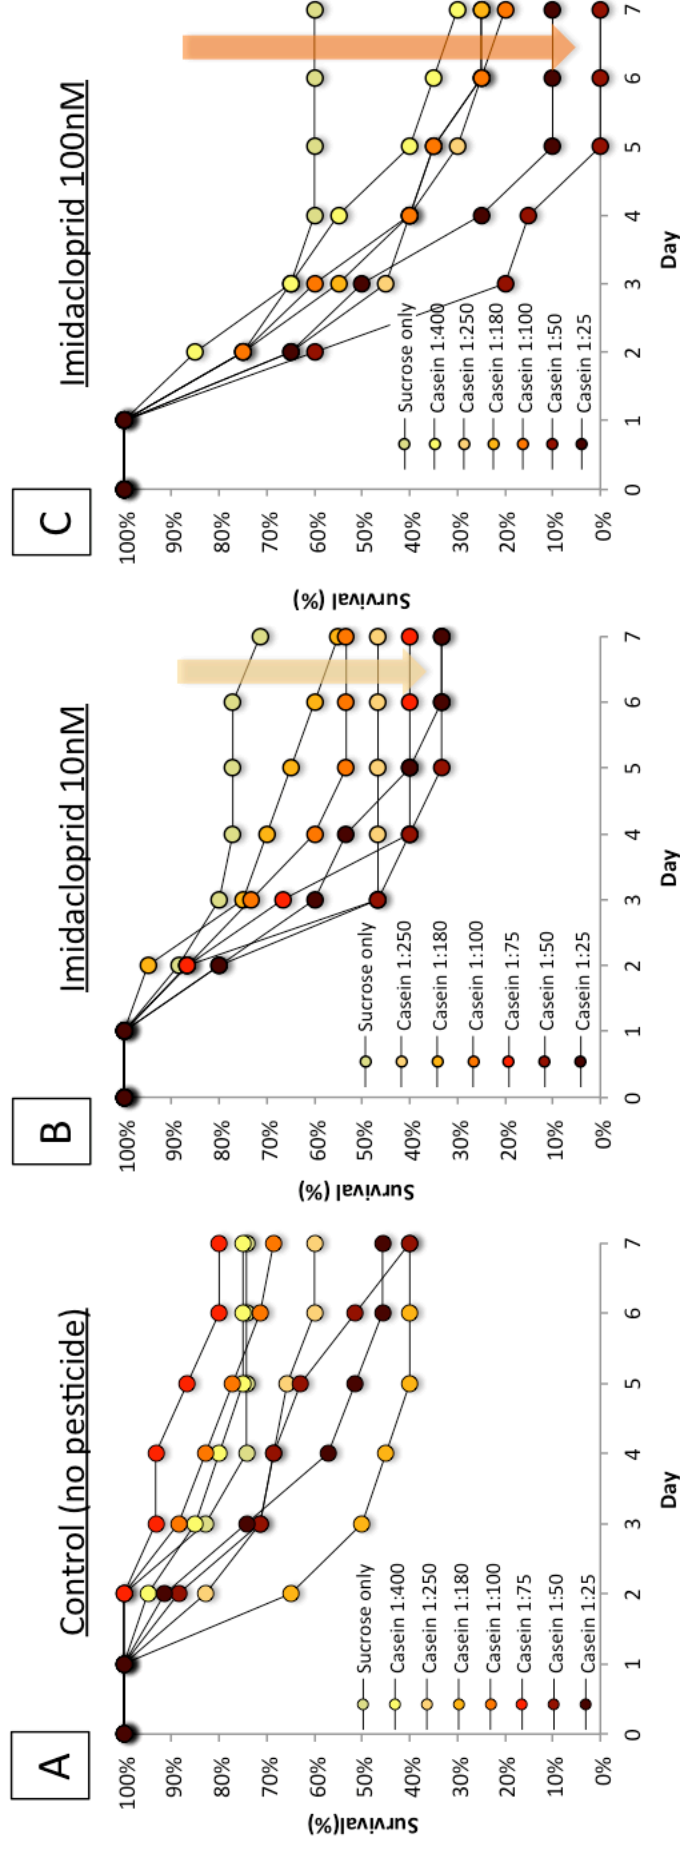 A
Control (no pesticide)
Survival(%)
100%
90%
80%
70%
60%
50%
40%
30%
20%
10%
0%
Sucrose only
Casein 1:400
Casein 1:250
Casein 1:180
Casein 1:100
Casein 1:75
Casein 1:50
Casein 1:25
0 1 2 3 4 5 6 7
Day
B
Imidacloprid 10nM
Survival (%)
100%
90%
80%
70%
60%
50%
40%
30%
20%
10%
0%
Sucrose only
Casein 1:250
Casein 1:180
Casein 1:100
Casein 1:75
Casein 1:50
Casein 1:25
0 1 2 3 4 5 6 7
Day
C
Imidacloprid 100nM
Survival (%)
100%
90%
80%
70%
60%
50%
40%
30%
20%
10%
0%
Sucrose only
Casein 1:400
Casein 1:250
Casein 1:180
Casein 1:100
Casein 1:50
Casein 1:25
0 1 2 3 4 5 6 7
Day